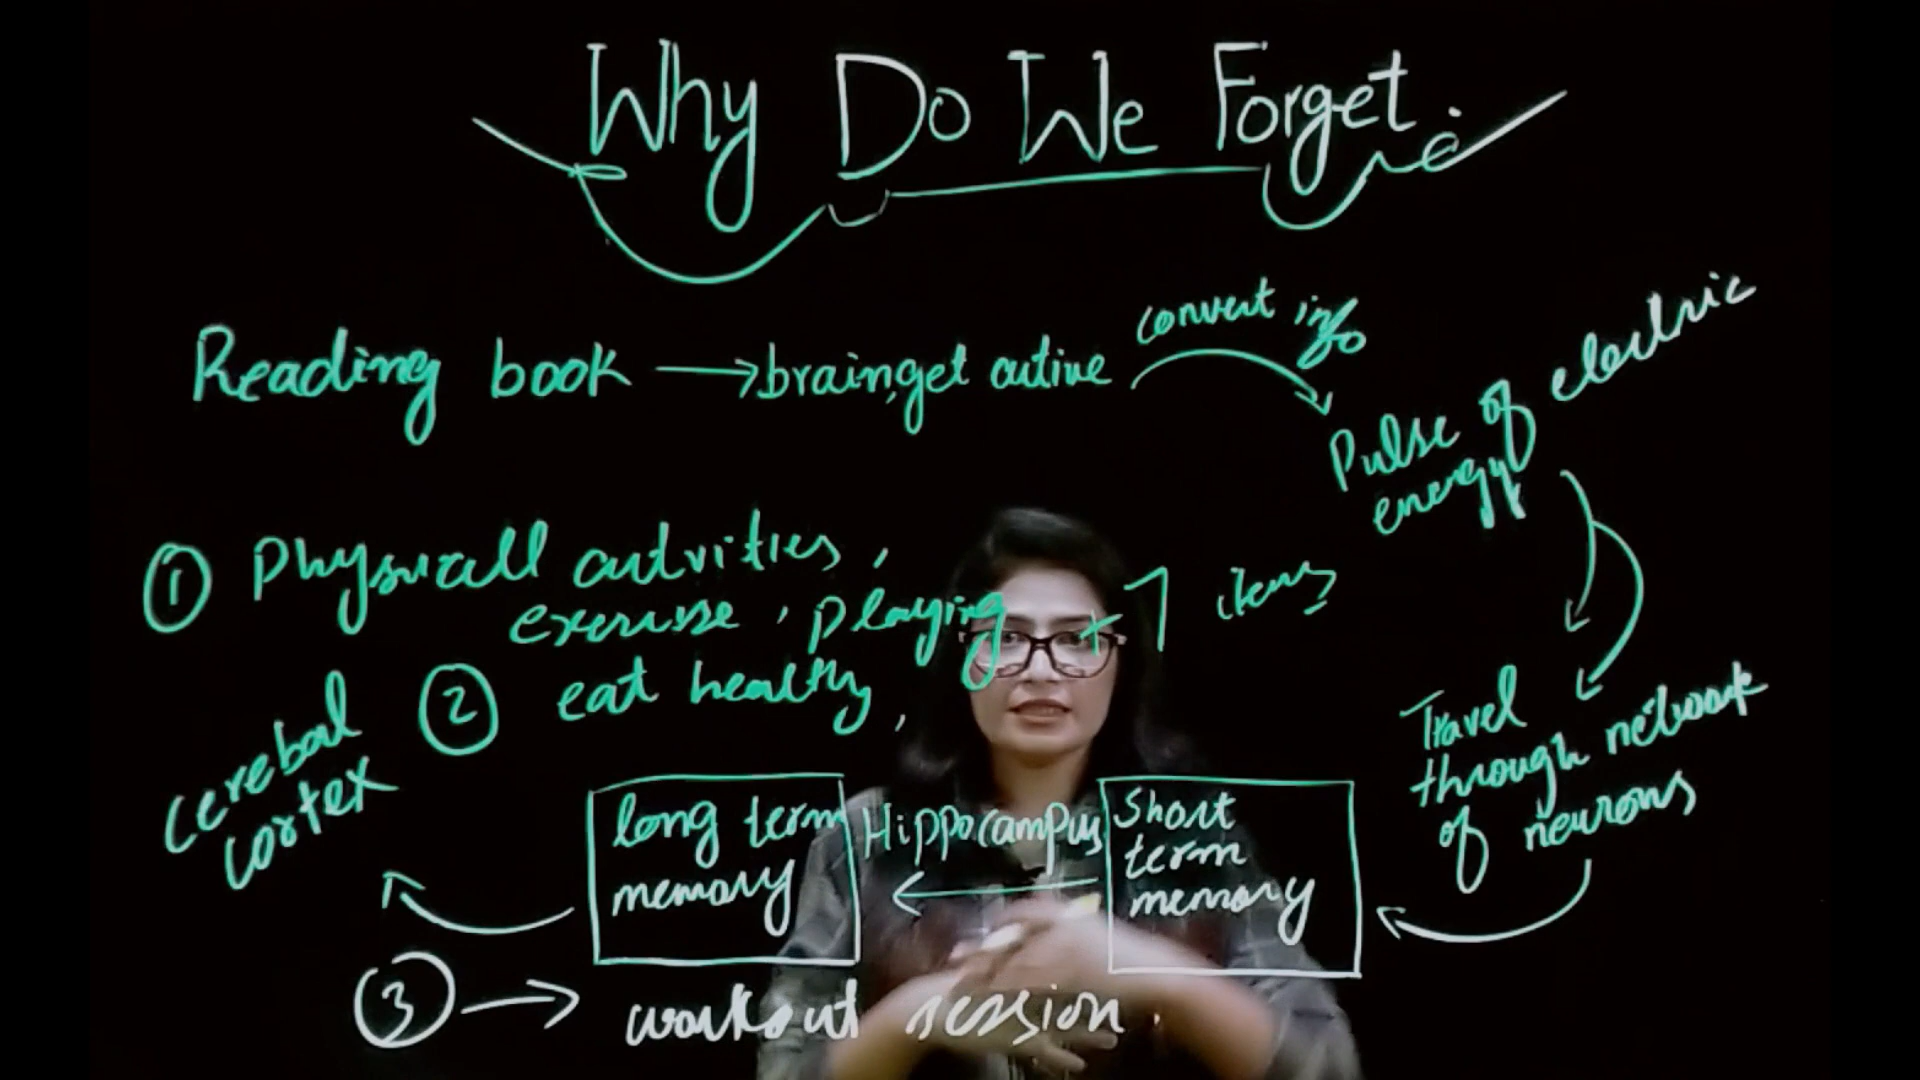 Why Do We Forget.
Reading book → brain, get active
convert info
Pulse of electric
energy
① Physicall activities,
exercise, playing
+7 items
② eat healthy,
Travel
through network
of neurons
Cerebal
cortex
long term
memory
Hippocampus
←
Short
term
memory
③ → workout session.